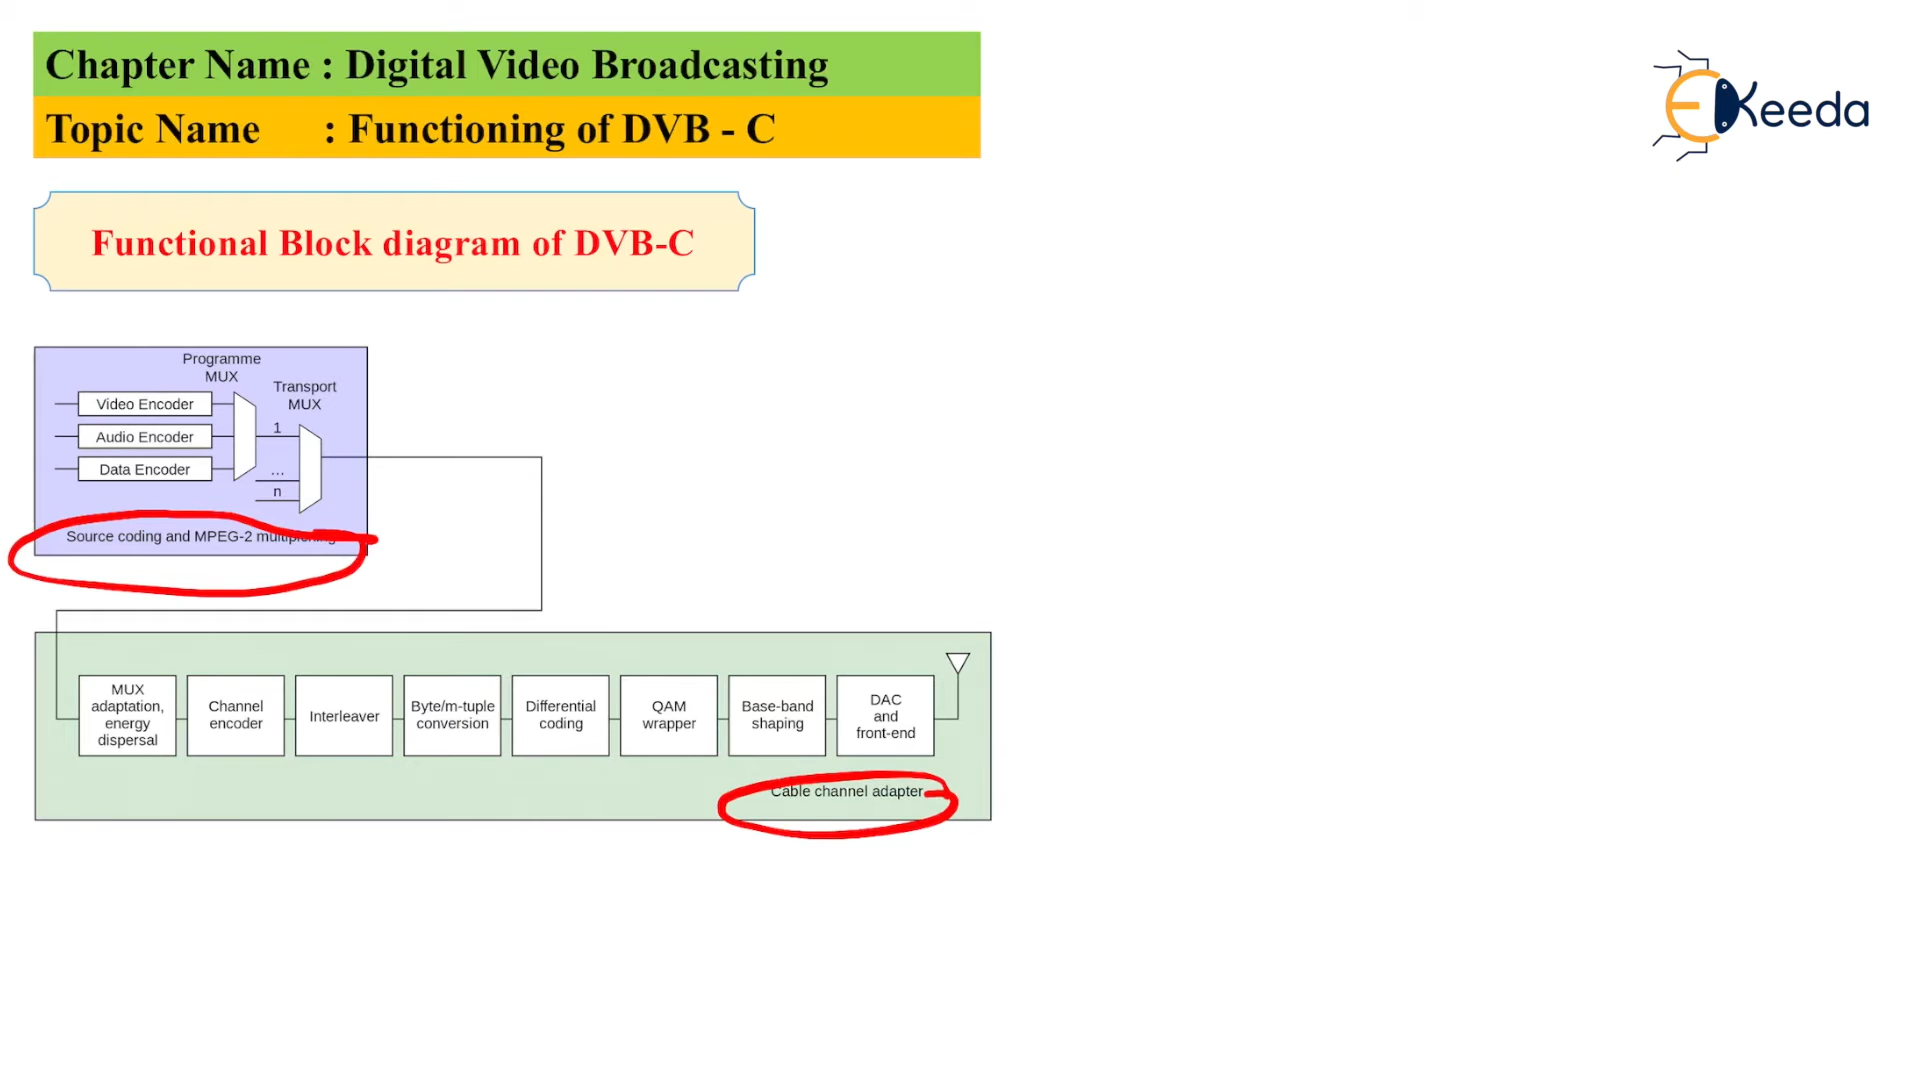 Chapter Name : Digital Video Broadcasting
Topic Name : Functioning of DVB - C
EKeeda
Functional Block diagram of DVB-C
Programme
MUX
Transport
MUX
Video Encoder
Audio Encoder
Data Encoder
1
...
n
Source coding and MPEG-2
MUX
adaptation,
energy
dispersal
Channel
encoder
Interleaver
Byte/m-tuple
conversion
Differential
coding
QAM
wrapper
Base-band
shaping
DAC
and
front-end
Cable channel adapter